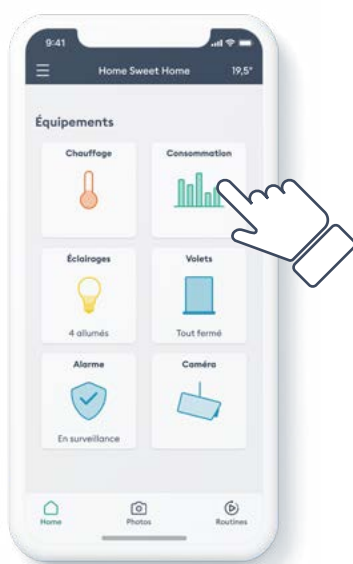 9:41
Home Sweet Home 19,5°
Équipements
Chauffage Consommation
Éclairages Volets
4 allumés Tout fermé
Alarme Caméra
En surveillance
Home Photos Routines